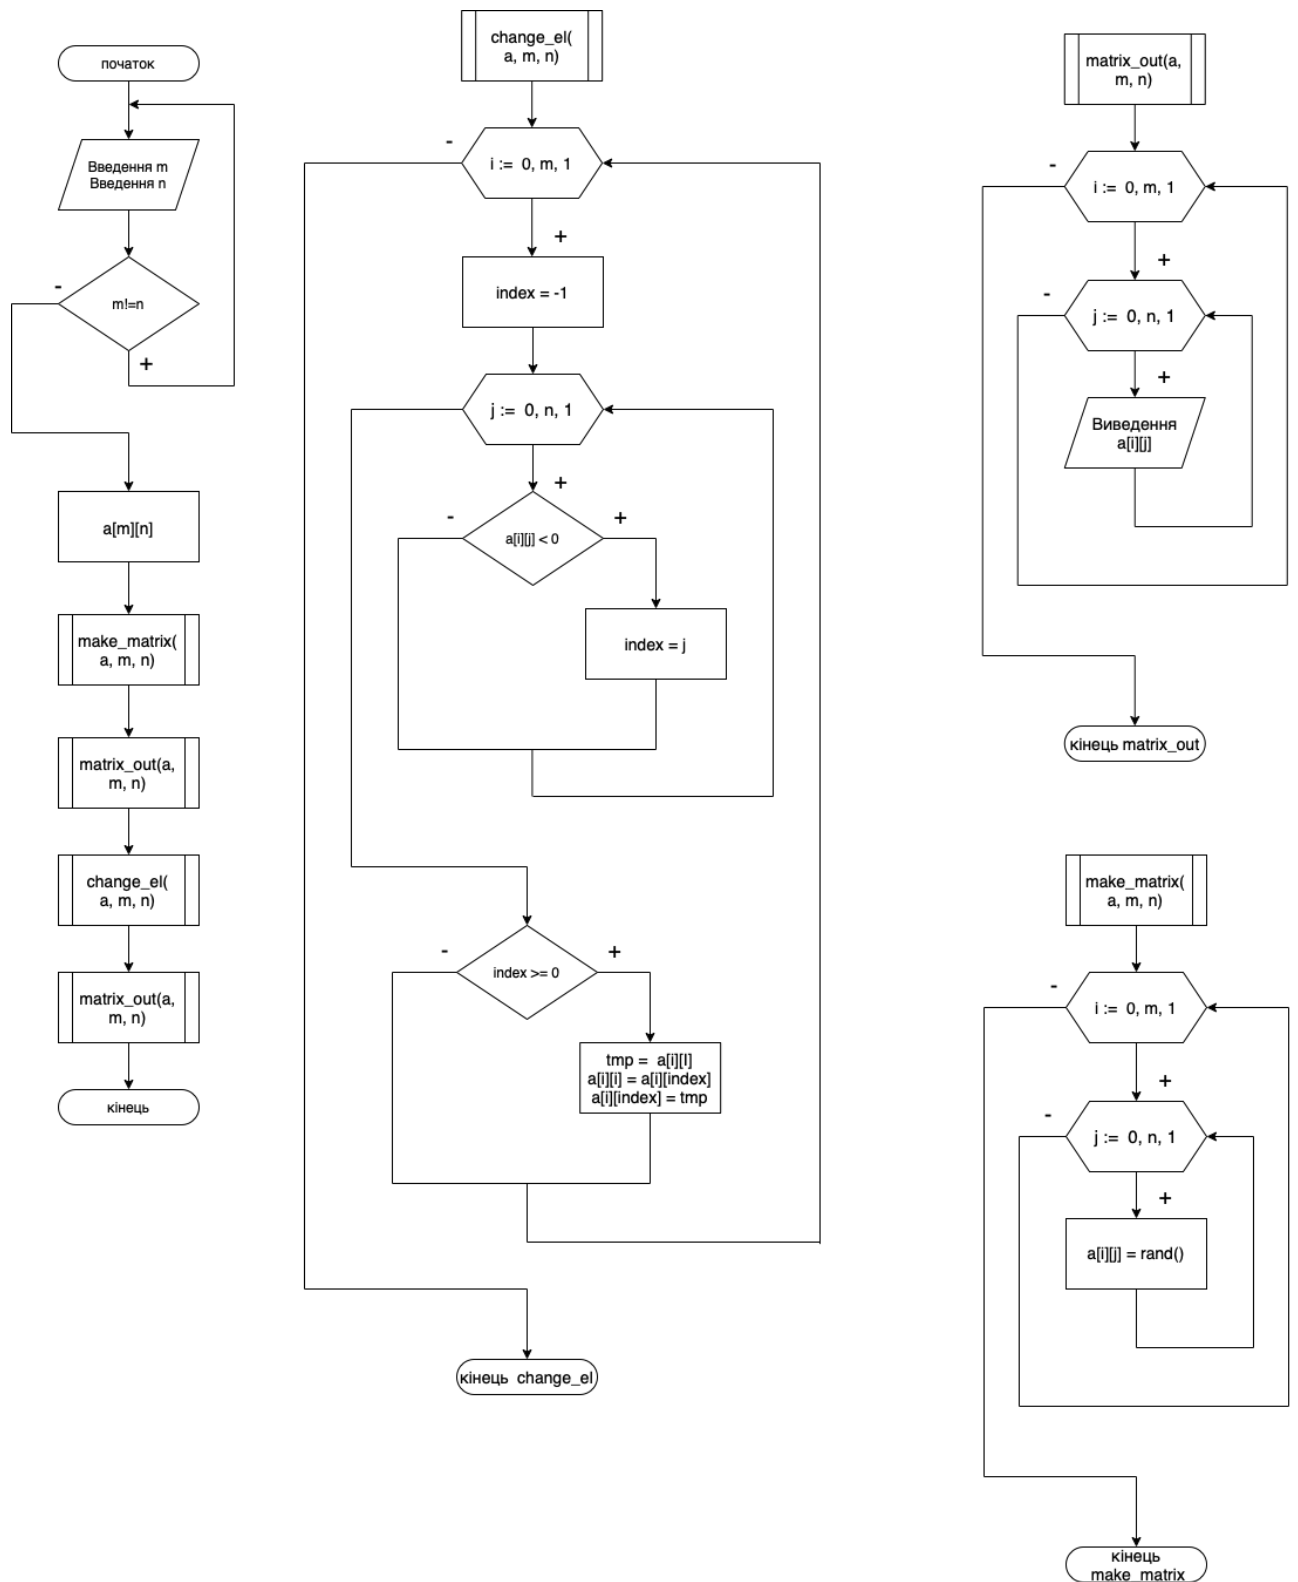 початок
Введення m
Введення n
-
m!=n
+
a[m][n]
make_matrix(
a, m, n)
matrix_out(a,
m, n)
change_el(
a, m, n)
matrix_out(a,
m, n)
кінець
change_el(
a, m, n)
-
i := 0, m, 1
+
index = -1
j := 0, n, 1
+
-
+
a[i][j] < 0
index = j
-
+
index >= 0
tmp = a[i][I]
a[i][i] = a[i][index]
a[i][index] = tmp
кінець change_el
matrix_out(a,
m, n)
-
i := 0, m, 1
+
-
j := 0, n, 1
+
Виведення
a[i][j]
кінець matrix_out
make_matrix(
a, m, n)
-
i := 0, m, 1
+
-
j := 0, n, 1
+
a[i][j] = rand()
кінець
make_matrix